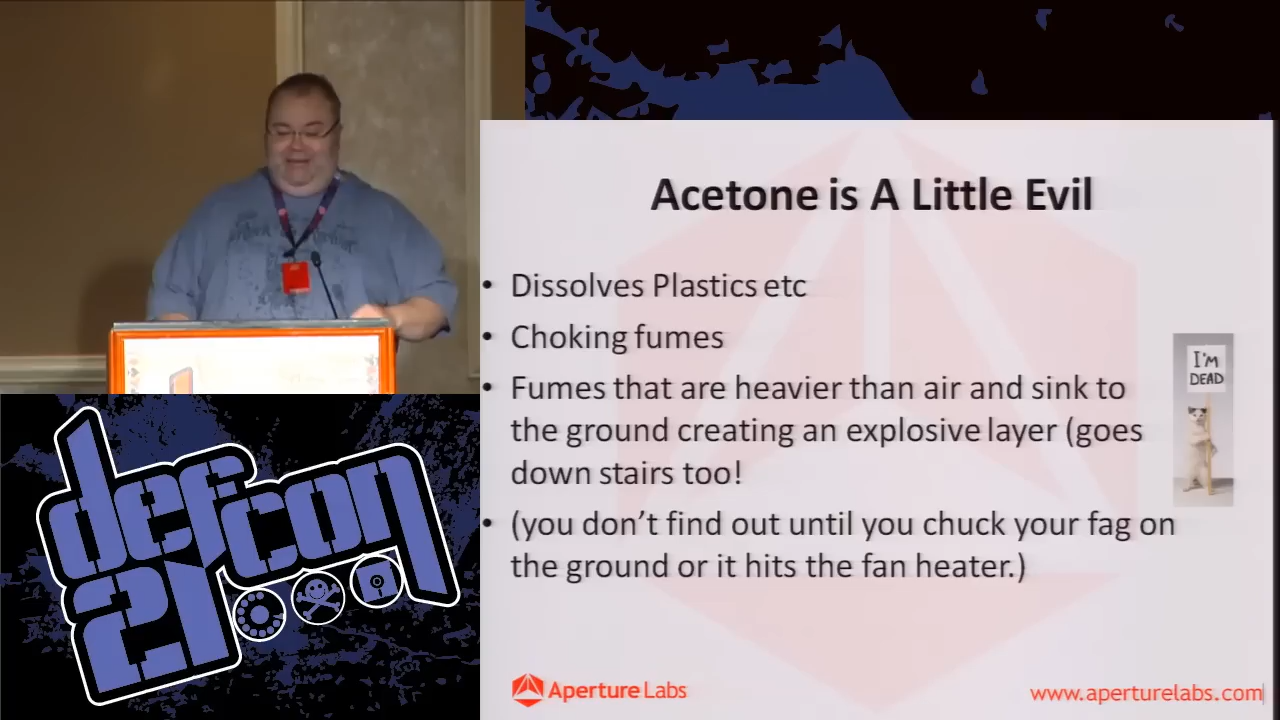 Acetone is A Little Evil
• Dissolves Plastics etc
• Choking fumes
• Fumes that are heavier than air and sink to
the ground creating an explosive layer (goes
down stairs too!
• (you don't find out until you chuck your fag on
the ground or it hits the fan heater.)
I'M
DEAD
Aperture Labs
www.aperturelabs.com
defcon
21